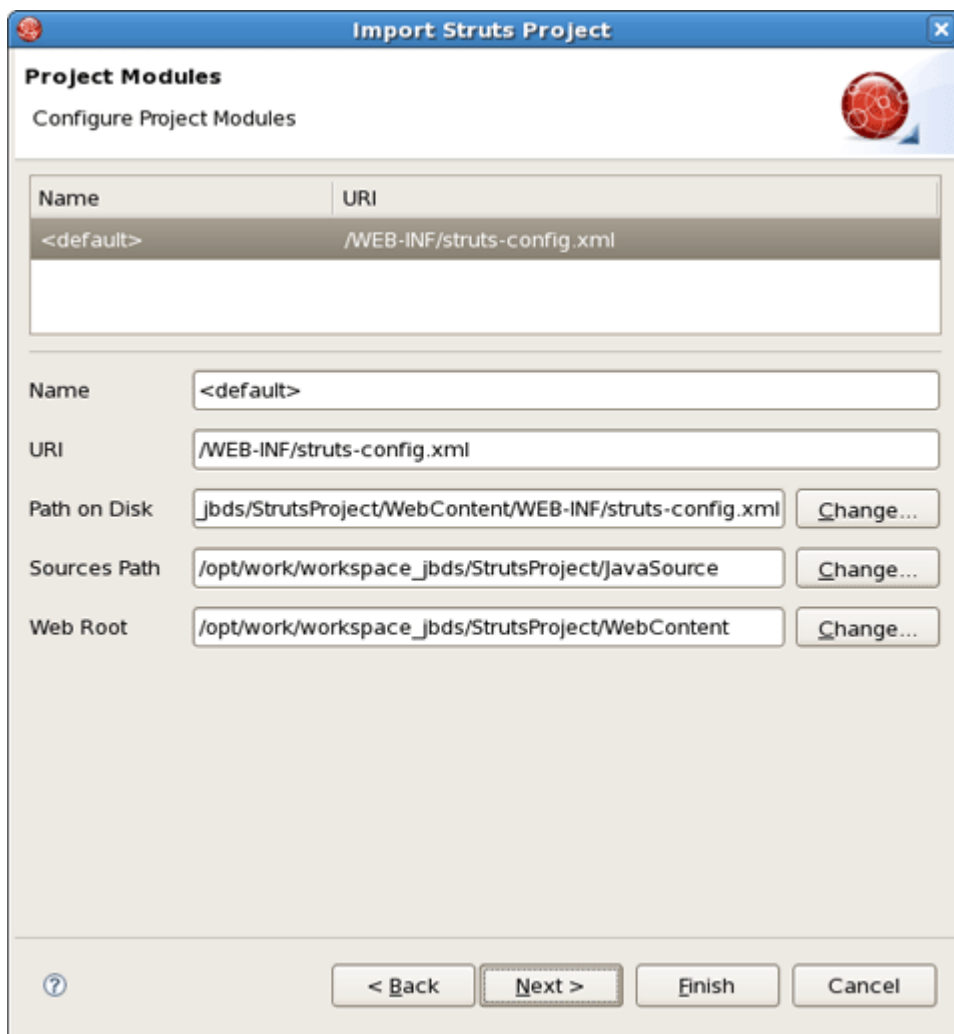 Import Struts Project
Project Modules
Configure Project Modules
Name URI
<default> /WEB-INF/struts-config.xml
Name <default>
URI /WEB-INF/struts-config.xml
Path on Disk _jbds/StrutsProject/WebContent/WEB-INF/struts-config.xml Change...
Sources Path /opt/work/workspace_jbds/StrutsProject/JavaSource Change...
Web Root /opt/work/workspace_jbds/StrutsProject/WebContent Change...
? < Back Next > Finish Cancel